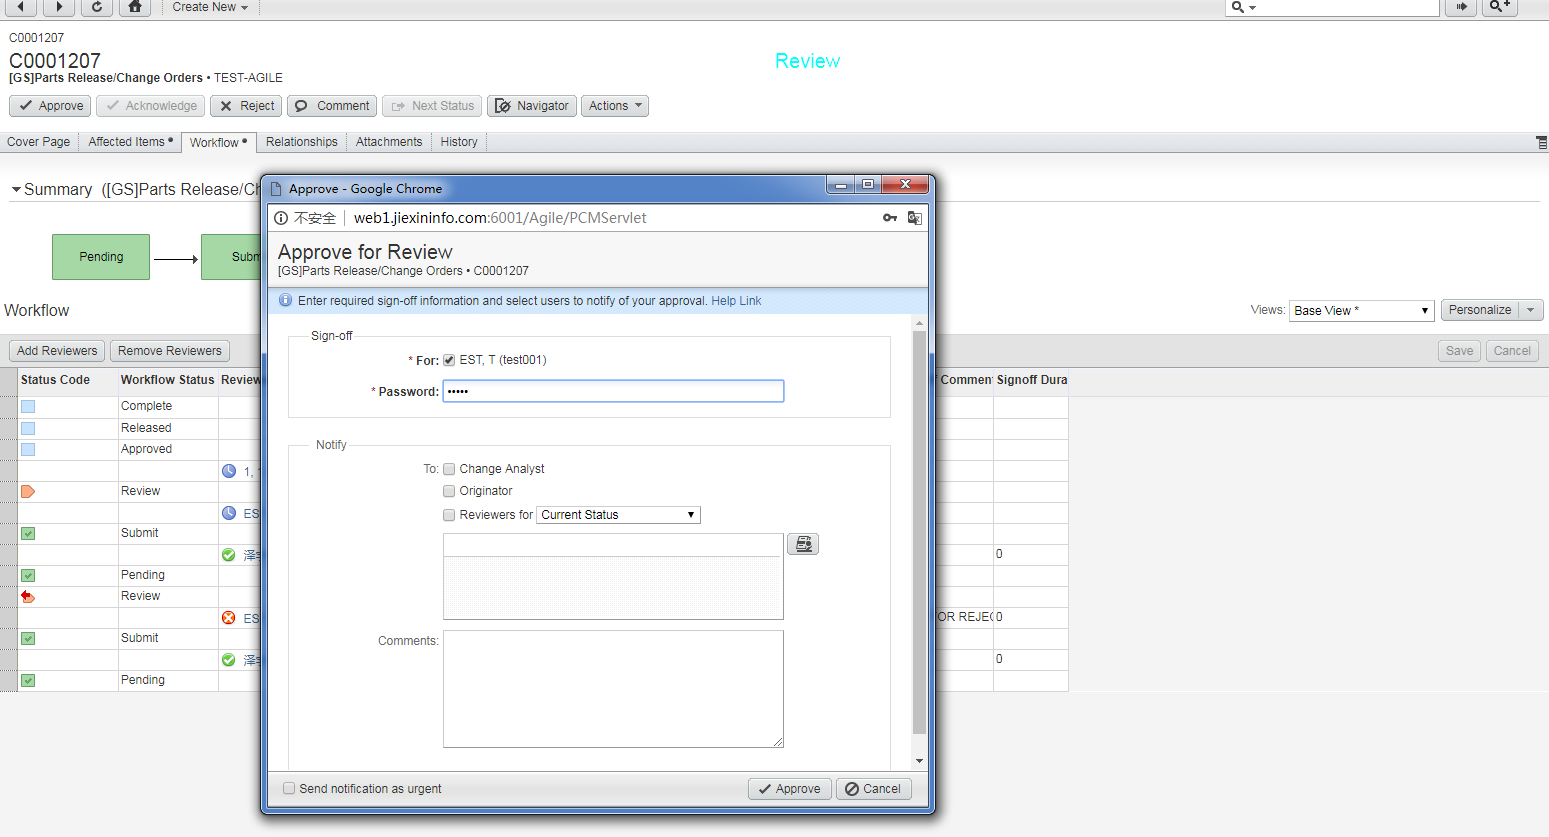 Create New
C0001207
C0001207
Review
[GS]Parts Release/Change Orders • TEST-AGILE
Approve
Acknowledge
Reject
Comment
Next Status
Navigator
Actions
Cover Page
Affected Items
Workflow
Relationships
Attachments
History
Summary ([GS]Parts Release/Ch
Pending
Subm
Workflow
Views:
Base View *
Personalize
Add Reviewers
Remove Reviewers
Save
Cancel
Status Code
Workflow Status
Review
Commen
Signoff Dura
Complete
Released
Approved
1,
Review
ES
Submit
0
Pending
Review
ES
OR REJE
0
Submit
0
Pending
Approve - Google Chrome
不安全
web1.jiexininfo.com:6001/Agile/PCMServlet
Approve for Review
[GS]Parts Release/Change Orders • C0001207
Enter required sign-off information and select users to notify of your approval. Help Link
Sign-off
* For:
EST, T (test001)
* Password:
•••••
Notify
To:
Change Analyst
Originator
Reviewers for
Current Status
Comments:
Send notification as urgent
Approve
Cancel